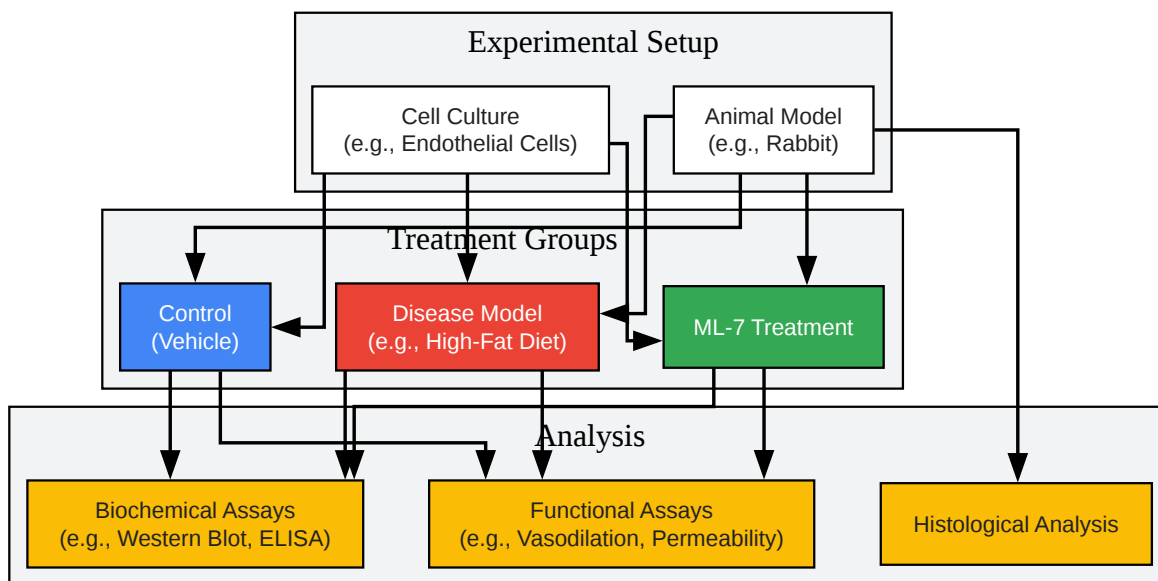 Experimental Setup
Cell Culture
(e.g., Endothelial Cells)
Animal Model
(e.g., Rabbit)
Treatment Groups
Control
(Vehicle)
Disease Model
(e.g., High-Fat Diet)
ML-7 Treatment
Analysis
Biochemical Assays
(e.g., Western Blot, ELISA)
Functional Assays
(e.g., Vasodilation, Permeability)
Histological Analysis